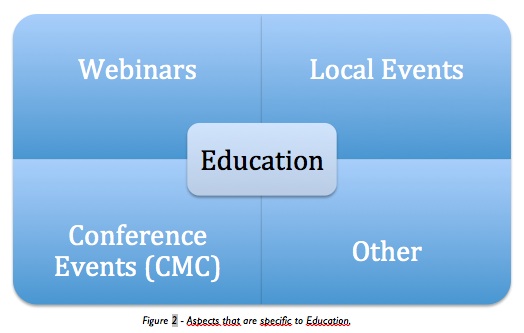 Webinars
Local Events
Education
Conference
Events (CMC)
Other
Figure 2 - Aspects that are specific to Education.